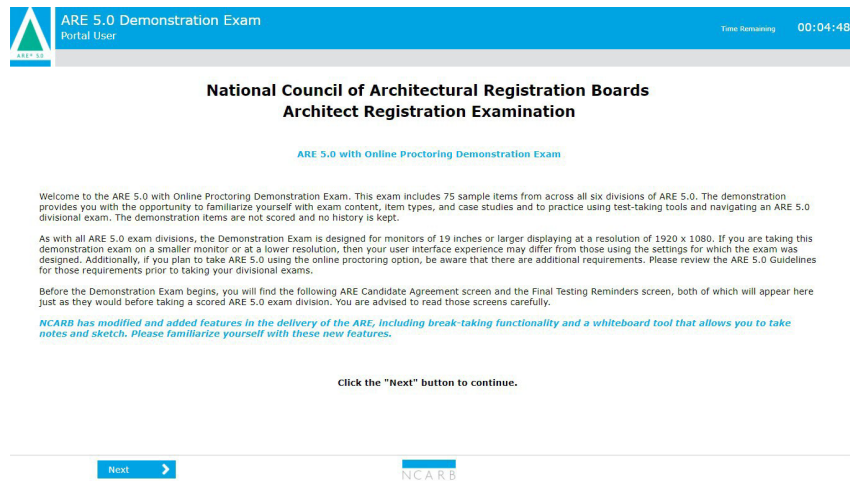 ARE 5.0 Demonstration Exam
Portal User
Time Remaining 00:04:48
ARE® 5.0
National Council of Architectural Registration Boards
Architect Registration Examination
ARE 5.0 with Online Proctoring Demonstration Exam
Welcome to the ARE 5.0 with Online Proctoring Demonstration Exam. This exam includes 75 sample items from across all six divisions of ARE 5.0. The demonstration
provides you with the opportunity to familiarize yourself with exam content, item types, and case studies and to practice using test-taking tools and navigating an ARE 5.0
divisional exam. The demonstration items are not scored and no history is kept.
As with all ARE 5.0 exam divisions, the Demonstration Exam is designed for monitors of 19 inches or larger displaying at a resolution of 1920 x 1080. If you are taking this
demonstration exam on a smaller monitor or at a lower resolution, then your user interface experience may differ from those using the settings for which the exam was
designed. Additionally, if you plan to take ARE 5.0 using the online proctoring option, be aware that there are additional requirements. Please review the ARE 5.0 Guidelines
for those requirements prior to taking your divisional exams.
Before the Demonstration Exam begins, you will find the following ARE Candidate Agreement screen and the Final Testing Reminders screen, both of which will appear here
just as they would before taking a scored ARE 5.0 exam division. You are advised to read those screens carefully.
NCARB has modified and added features in the delivery of the ARE, including break-taking functionality and a whiteboard tool that allows you to take
notes and sketch. Please familiarize yourself with these new features.
Click the "Next" button to continue.
Next
NCARB